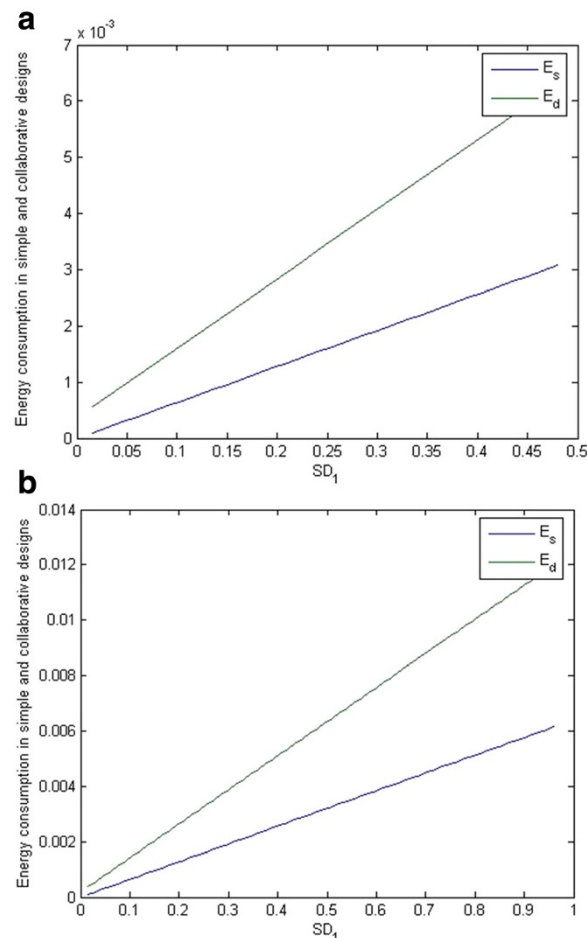 a
× 10⁻³
7
6
5
4
3
2
1
0
Energy consumption in simple and collaborative designs
E_s
E_d
0 0.05 0.1 0.15 0.2 0.25 0.3 0.35 0.4 0.45 0.5
SD_1
b
0.014
0.012
0.01
0.008
0.006
0.004
0.002
0
Energy consumption in simple and collaborative designs
E_s
E_d
0 0.1 0.2 0.3 0.4 0.5 0.6 0.7 0.8 0.9 1
SD_1